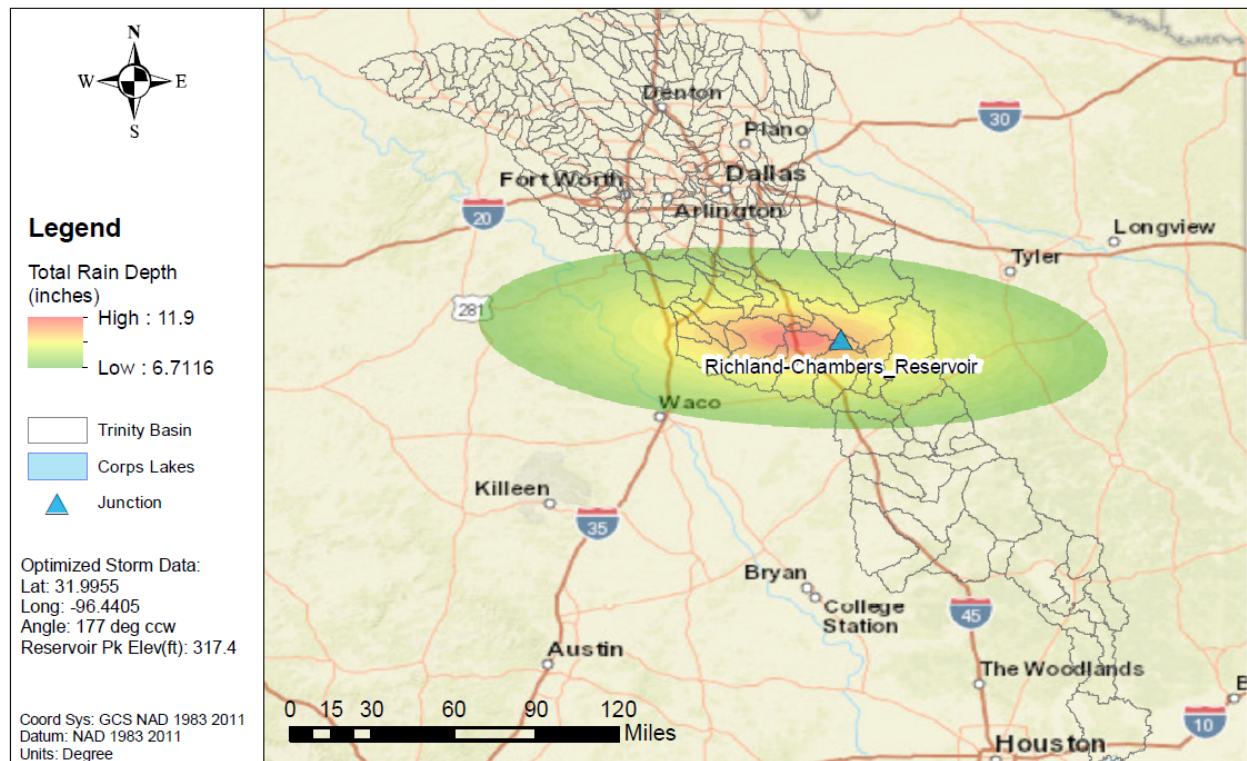 N
W
E
S
Legend
Total Rain Depth
(inches)
High : 11.9
Low : 6.7116
Trinity Basin
Corps Lakes
Junction
Optimized Storm Data:
Lat: 31.9955
Long: -96.4405
Angle: 177 deg ccw
Reservoir Pk Elev(ft): 317.4
Coord Sys: GCS NAD 1983 2011
Datum: NAD 1983 2011
Units: Degree
Denton
30
Plano
Dallas
Fort Worth
Arlington
20
Longview
Tyler
281
Richland-Chambers_Reservoir
Waco
Killeen
35
Bryan
College
Station
45
Austin
The Woodlands
B
10
Houston
0 15 30 60 90 120
Miles